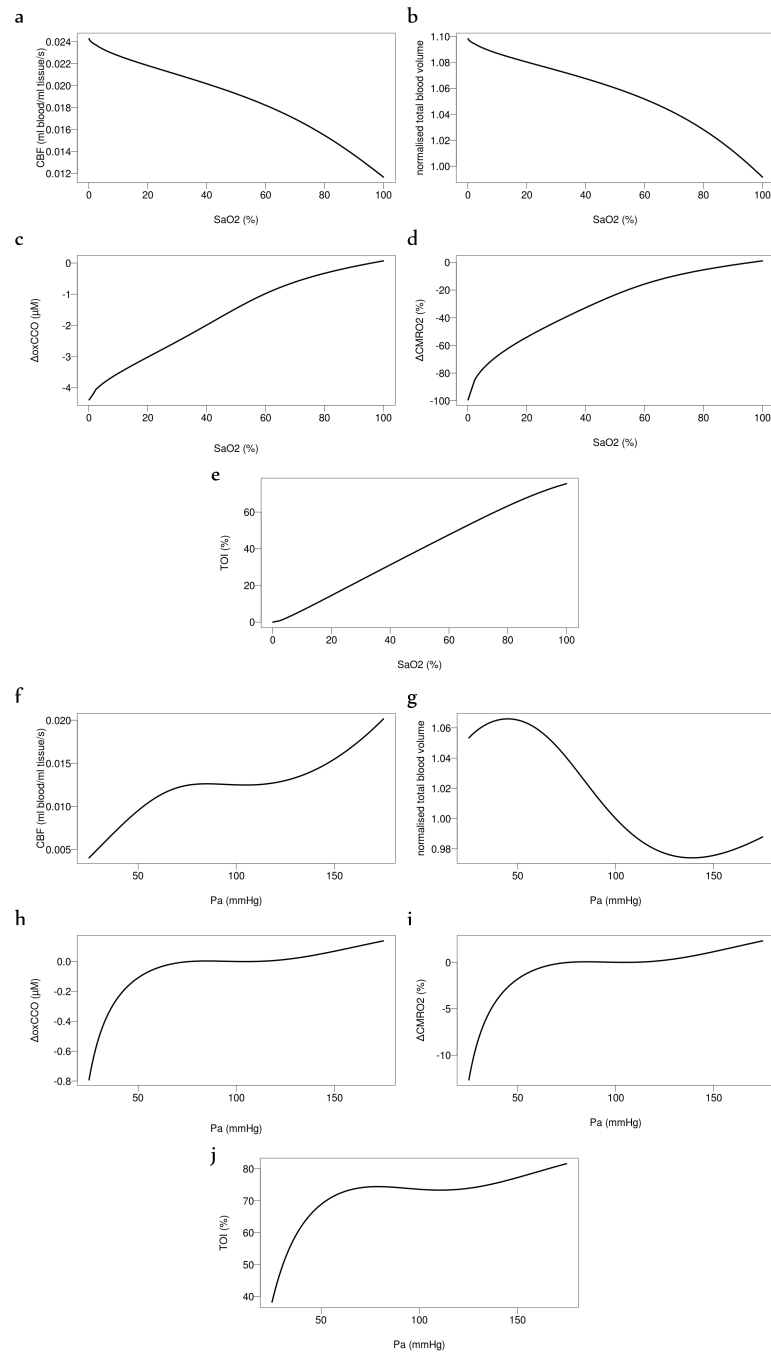 a
CBF (ml blood/ml tissue/s)
0.024
0.022
0.020
0.018
0.016
0.014
0.012
0 20 40 60 80 100
SaO2 (%)
b
normalised total blood volume
1.10
1.08
1.06
1.04
1.02
1.00
0 20 40 60 80 100
SaO2 (%)
c
ΔoxCCO (µM)
0
-1
-2
-3
-4
0 20 40 60 80 100
SaO2 (%)
d
ΔCMRO2 (%)
0
-20
-40
-60
-80
-100
0 20 40 60 80 100
SaO2 (%)
e
TOI (%)
60
40
20
0
0 20 40 60 80 100
SaO2 (%)
f
CBF (ml blood/ml tissue/s)
0.020
0.015
0.010
0.005
50 100 150
Pa (mmHg)
g
normalised total blood volume
1.06
1.04
1.02
1.00
0.98
50 100 150
Pa (mmHg)
h
ΔoxCCO (µM)
0.0
-0.2
-0.4
-0.6
-0.8
50 100 150
Pa (mmHg)
i
ΔCMRO2 (%)
0
-5
-10
50 100 150
Pa (mmHg)
j
TOI (%)
80
70
60
50
40
50 100 150
Pa (mmHg)